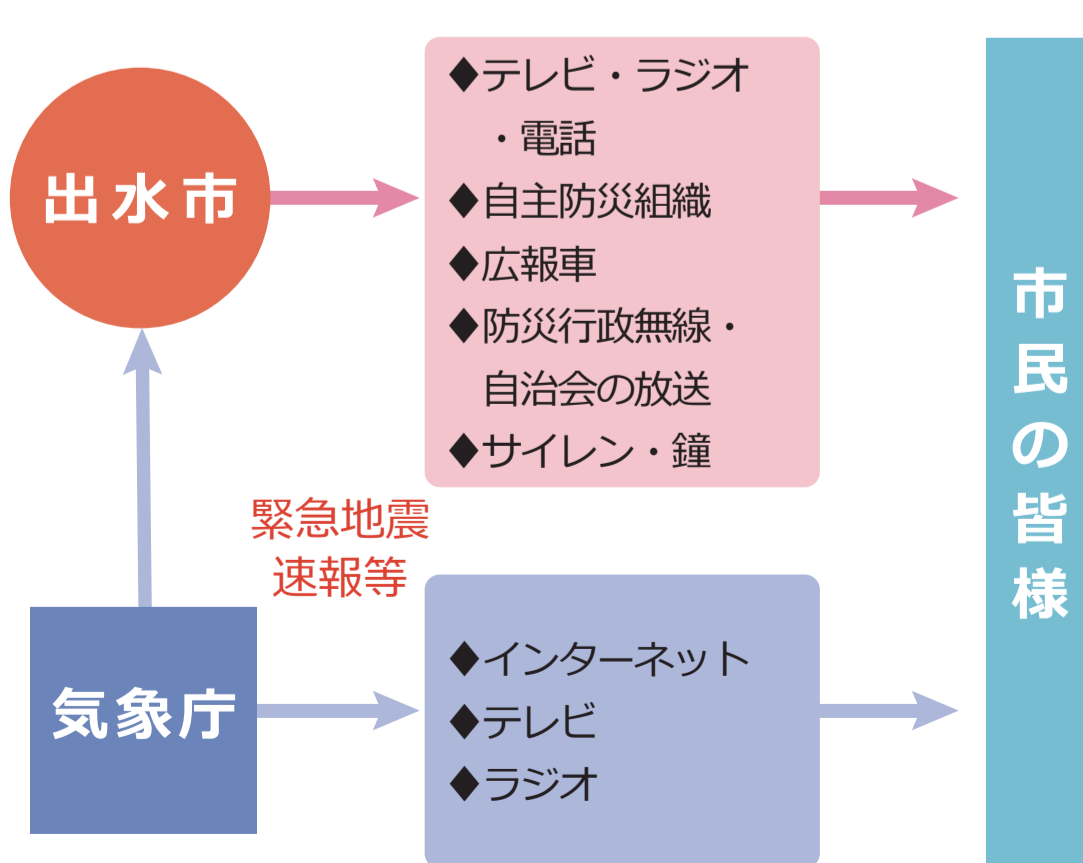 出水市
◆テレビ・ラジオ
・電話
◆自主防災組織
◆広報車
◆防災行政無線・
自治会の放送
◆サイレン・鐘
緊急地震
速報等
気象庁
◆インターネット
◆テレビ
◆ラジオ
市民の皆様